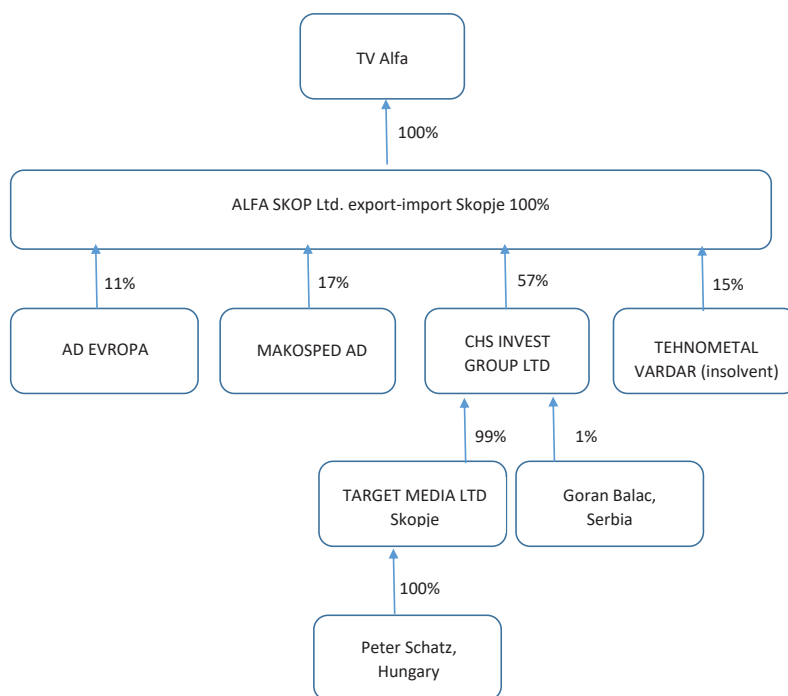 TV Alfa
100%
ALFA SKOP Ltd. export-import Skopje 100%
11%
17%
57%
15%
AD EVROPA
MAKOSPED AD
CHS INVEST
GROUP LTD
TEHNOMETAL
VARDAR (insolvent)
99%
1%
TARGET MEDIA LTD
Skopje
Goran Balac,
Serbia
100%
Peter Schatz,
Hungary